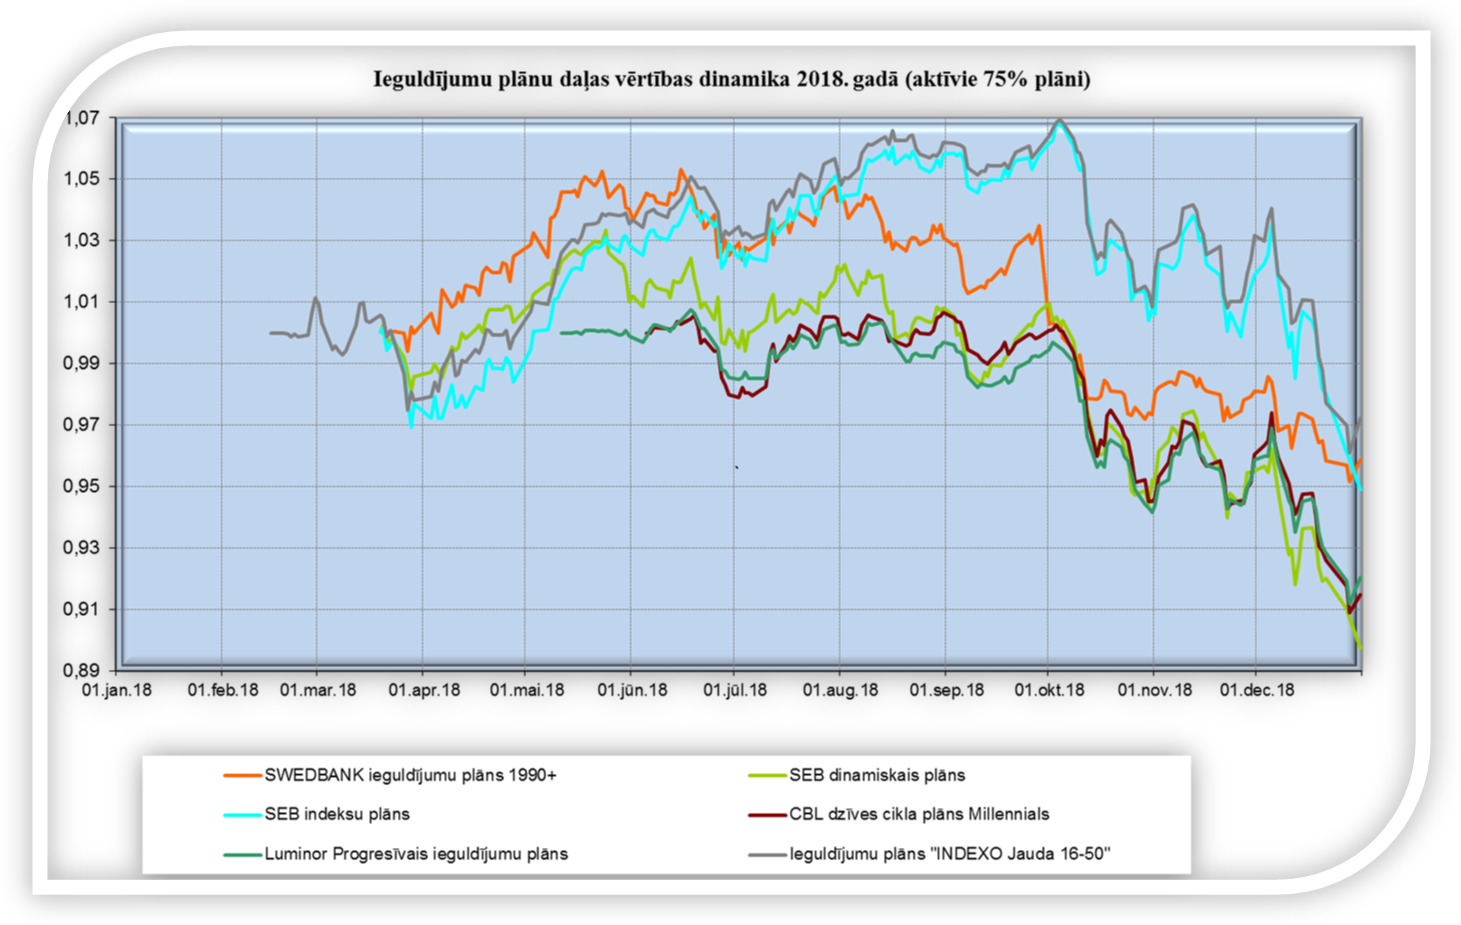 Ieguldījumu plānu daļas vērtības dinamika 2018. gadā (aktīvie 75% plāni)
1,07
1,05
1,03
1,01
0,99
0,97
0,95
0,93
0,91
0,89
01.jan.18 01.feb.18 01.mar.18 01.apr.18 01.mai.18 01.jūn.18 01.jūl.18 01.aug.18 01.sep.18 01.okt.18 01.nov.18 01.dec.18
SWEDBANK ieguldījumu plāns 1990+ SEB dinamiskais plāns
SEB indeksu plāns CBL dzīves cikla plāns Millennials
Luminor Progresīvais ieguldījumu plāns Ieguldījumu plāns "INDEXO Jauda 16-50"